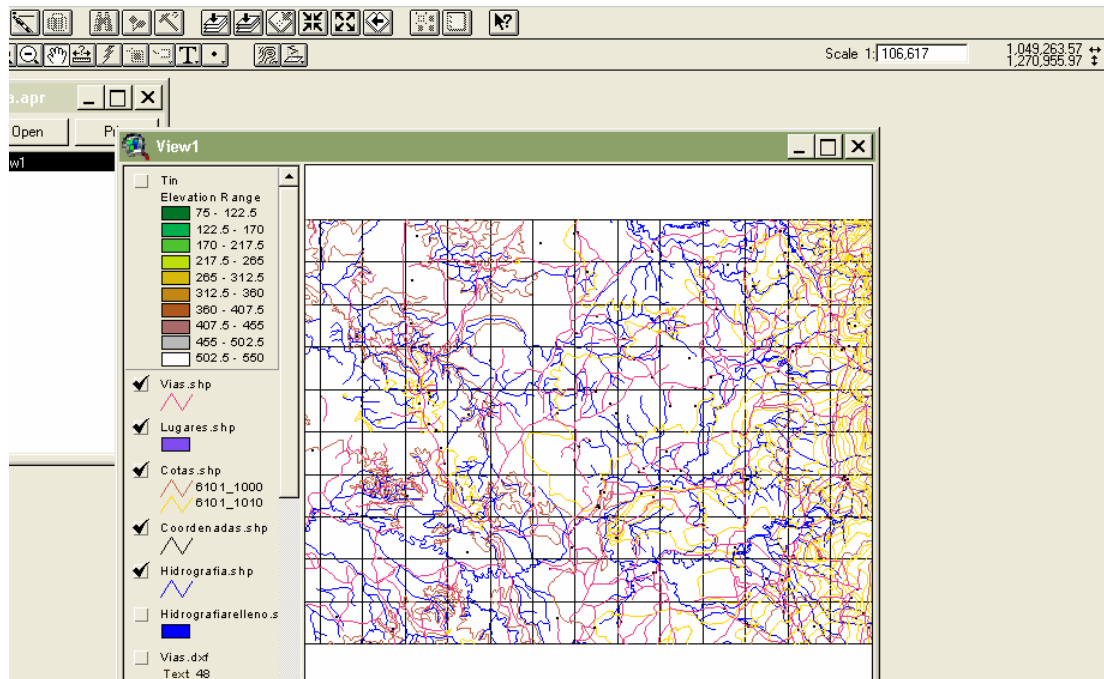 T
Scale 1: 106,617
1,049,263.57
1,270,955.97
a.apr
Open
Pri
w1
View1
Tin
Elevation Range
75 - 122.5
122.5 - 170
170 - 217.5
217.5 - 265
265 - 312.5
312.5 - 360
360 - 407.5
407.5 - 455
455 - 502.5
502.5 - 550
Vias.shp
Lugares.shp
Cotas.shp
6101_1000
6101_1010
Coordenadas.shp
Hidrografia.shp
Hidrografiarelleno.s
Vias.dxf
Text 48